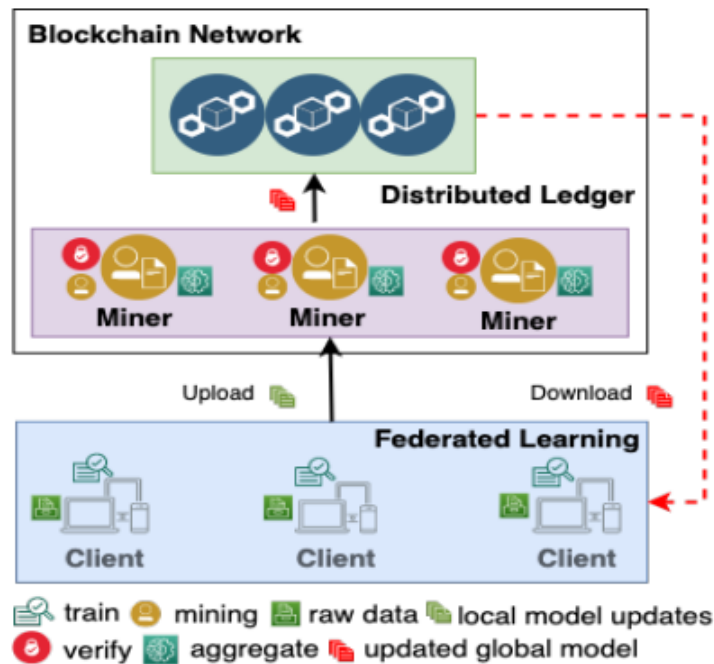 Blockchain Network
Distributed Ledger
Miner Miner Miner
Upload Download
Federated Learning
Client Client Client
train mining raw data local model updates
verify aggregate updated global model